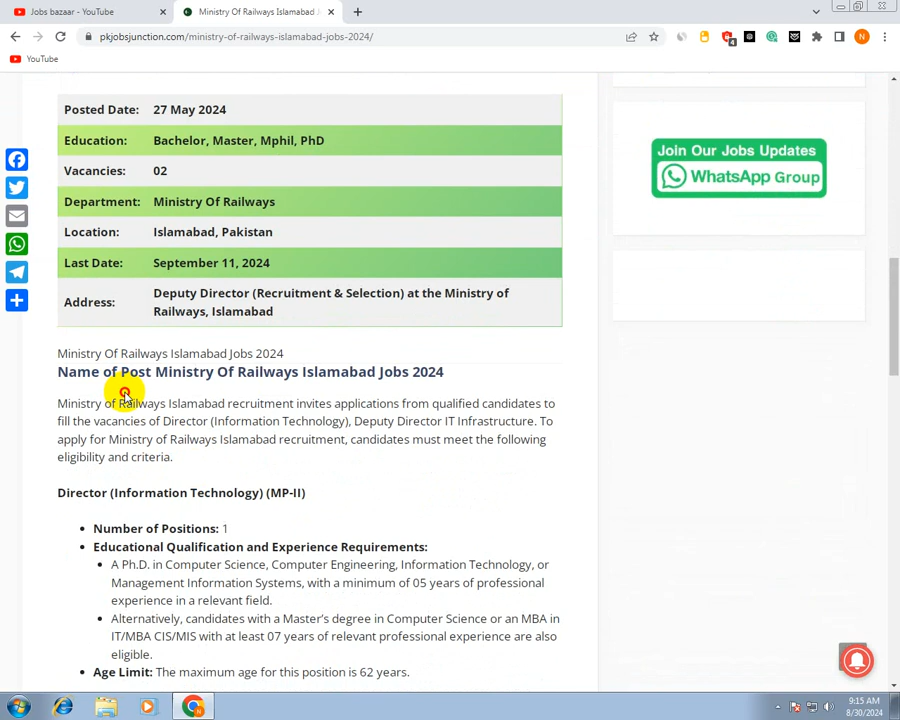 Jobs bazaar - YouTube
Ministry Of Railways Islamabad J
pkjobsjunction.com/ministry-of-railways-islamabad-jobs-2024/
4
N
YouTube
Posted Date: 27 May 2024
Education: Bachelor, Master, Mphil, PhD
Vacancies: 02
Department: Ministry Of Railways
Location: Islamabad, Pakistan
Last Date: September 11, 2024
Address: Deputy Director (Recruitment & Selection) at the Ministry of
Railways, Islamabad
Join Our Jobs Updates
WhatsApp Group
Ministry Of Railways Islamabad Jobs 2024
Name of Post Ministry Of Railways Islamabad Jobs 2024
Ministry of Railways Islamabad recruitment invites applications from qualified candidates to
fill the vacancies of Director (Information Technology), Deputy Director IT Infrastructure. To
apply for Ministry of Railways Islamabad recruitment, candidates must meet the following
eligibility and criteria.
Director (Information Technology) (MP-II)
Number of Positions: 1
Educational Qualification and Experience Requirements:
A Ph.D. in Computer Science, Computer Engineering, Information Technology, or
Management Information Systems, with a minimum of 05 years of professional
experience in a relevant field.
Alternatively, candidates with a Master's degree in Computer Science or an MBA in
IT/MBA CIS/MIS with at least 07 years of relevant professional experience are also
eligible.
Age Limit: The maximum age for this position is 62 years.
9:15 AM
8/30/2024